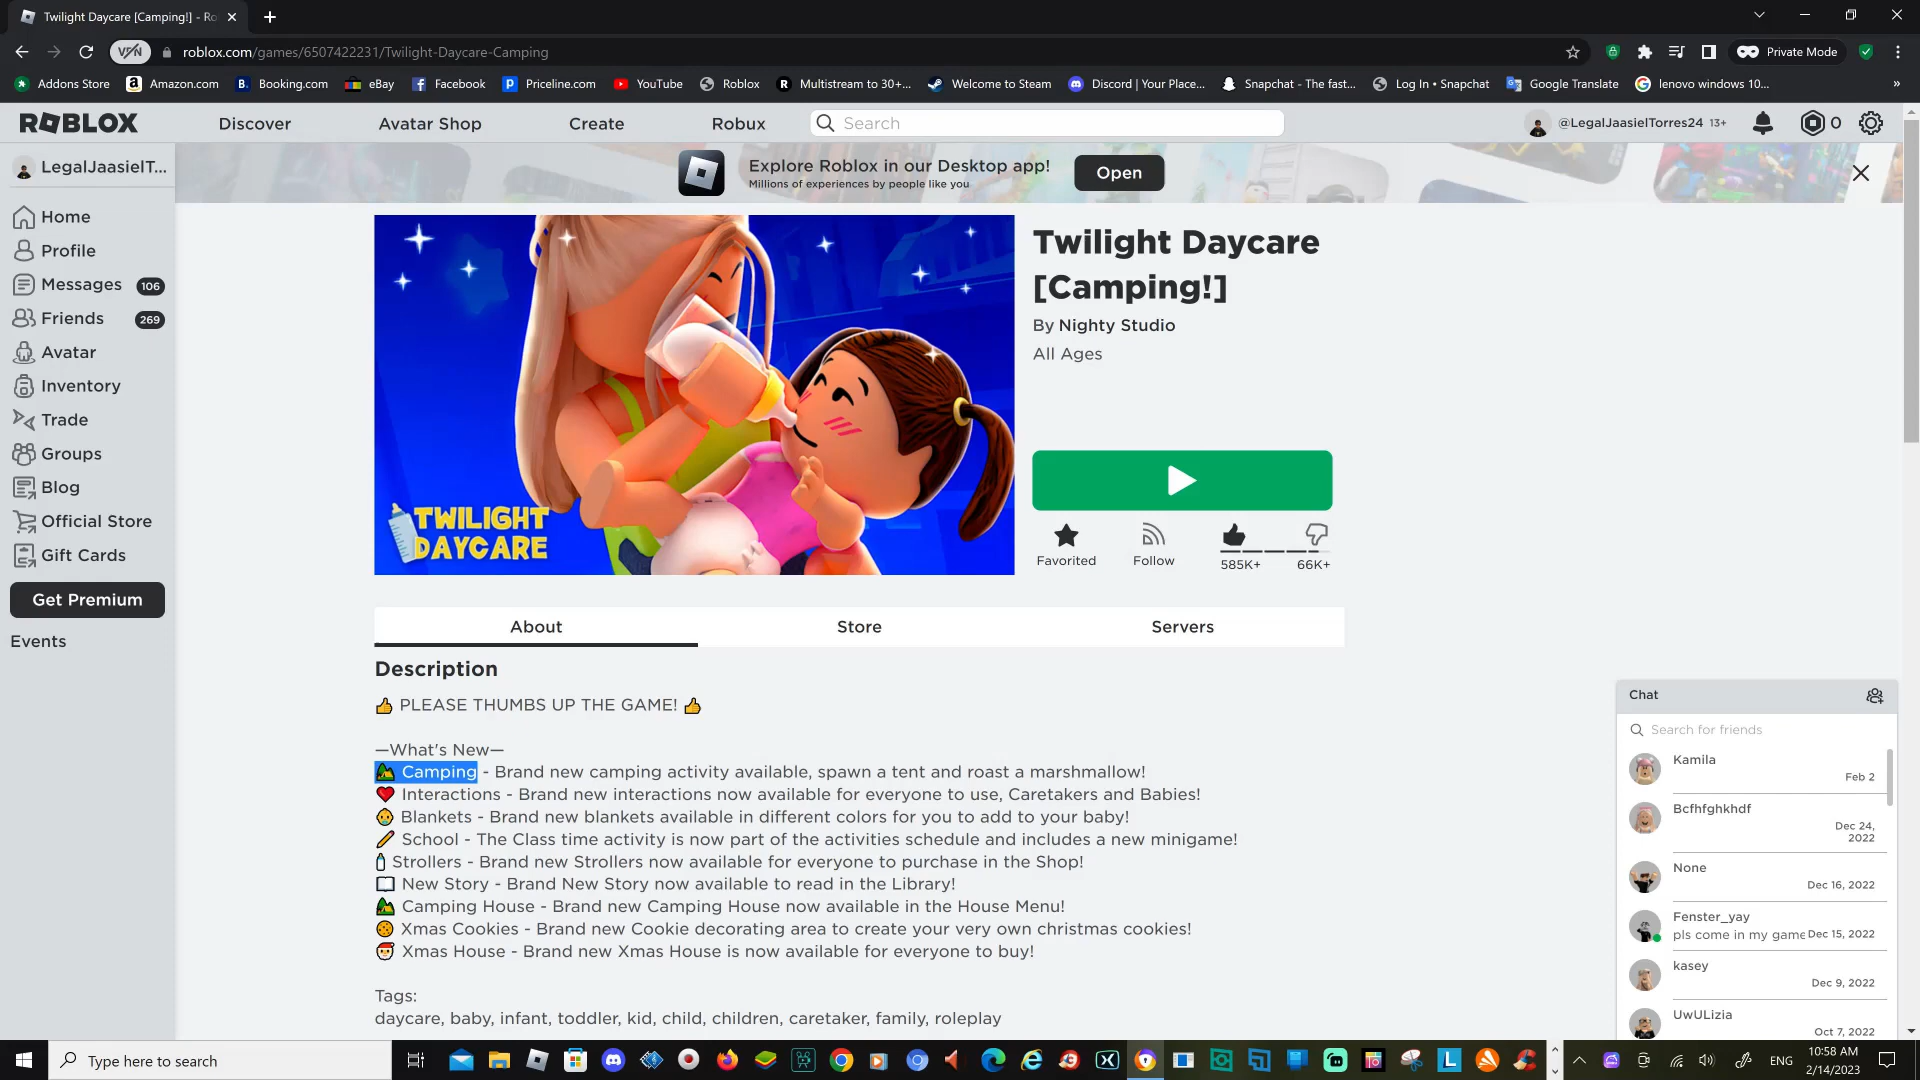 Twilight Daycare [Camping!] - Ro
VPN
roblox.com/games/6507422231/Twilight-Daycare-Camping
Private Mode
Addons Store
Amazon.com
Booking.com
eBay
Facebook
Priceline.com
YouTube
Roblox
Multistream to 30+...
Welcome to Steam
Discord | Your Place...
Snapchat - The fast...
Log In • Snapchat
Google Translate
lenovo windows 10...
»
ROBLOX
Discover
Avatar Shop
Create
Robux
Search
@LegalJaasielTorres24 13+
0
LegalJaasielT...
Explore Roblox in our Desktop app!
Millions of experiences by people like you
Open
Home
Profile
Messages 106
Friends 269
Avatar
Inventory
Trade
Groups
Blog
Official Store
Gift Cards
Get Premium
Events
TWILIGHT
DAYCARE
Twilight Daycare
[Camping!]
By Nighty Studio
All Ages
Favorited
Follow
585K+
66K+
About
Store
Servers
Description
👍 PLEASE THUMBS UP THE GAME! 👍
—What's New—
🏕️ Camping - Brand new camping activity available, spawn a tent and roast a marshmallow!
❤️ Interactions - Brand new interactions now available for everyone to use, Caretakers and Babies!
👶 Blankets - Brand new blankets available in different colors for you to add to your baby!
✏️ School - The Class time activity is now part of the activities schedule and includes a new minigame!
🍼 Strollers - Brand new Strollers now available for everyone to purchase in the Shop!
📖 New Story - Brand New Story now available to read in the Library!
🏕️ Camping House - Brand new Camping House now available in the House Menu!
🍪 Xmas Cookies - Brand new Cookie decorating area to create your very own christmas cookies!
🎅 Xmas House - Brand new Xmas House is now available for everyone to buy!
Tags:
daycare, baby, infant, toddler, kid, child, children, caretaker, family, roleplay
Chat
Search for friends
Kamila
Feb 2
Bcfhfghkhdf
Dec 24,
2022
None
Dec 16, 2022
Fenster_yay
pls come in my game Dec 15, 2022
kasey
Dec 9, 2022
UwULizia
Oct 7, 2022
Type here to search
ENG
10:58 AM
2/14/2023